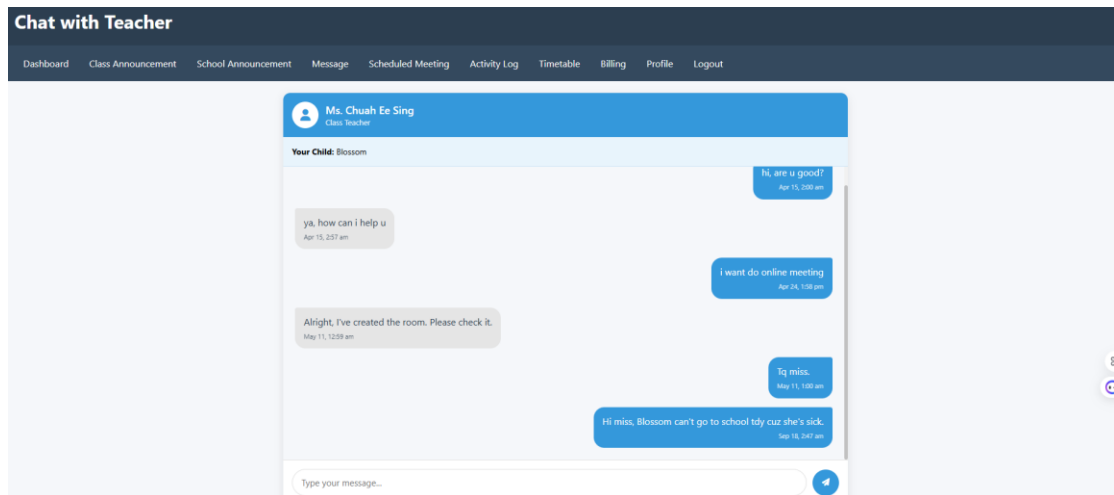 Chat with Teacher
Dashboard Class Announcement School Announcement Message Scheduled Meeting Activity Log Timetable Billing Profile Logout
Ms. Chuah Ee Sing
Class Teacher
Your Child: Blossom
hi, are u good?
Apr 15, 2:00 am
ya, how can i help u
Apr 15, 2:57 am
i want do online meeting
Apr 24, 1:58 pm
Alright, I've created the room. Please check it.
May 11, 12:59 am
Tq miss.
May 11, 1:00 am
Hi miss, Blossom can't go to school tdy cuz she's sick.
Sep 18, 2:47 am
Type your message...